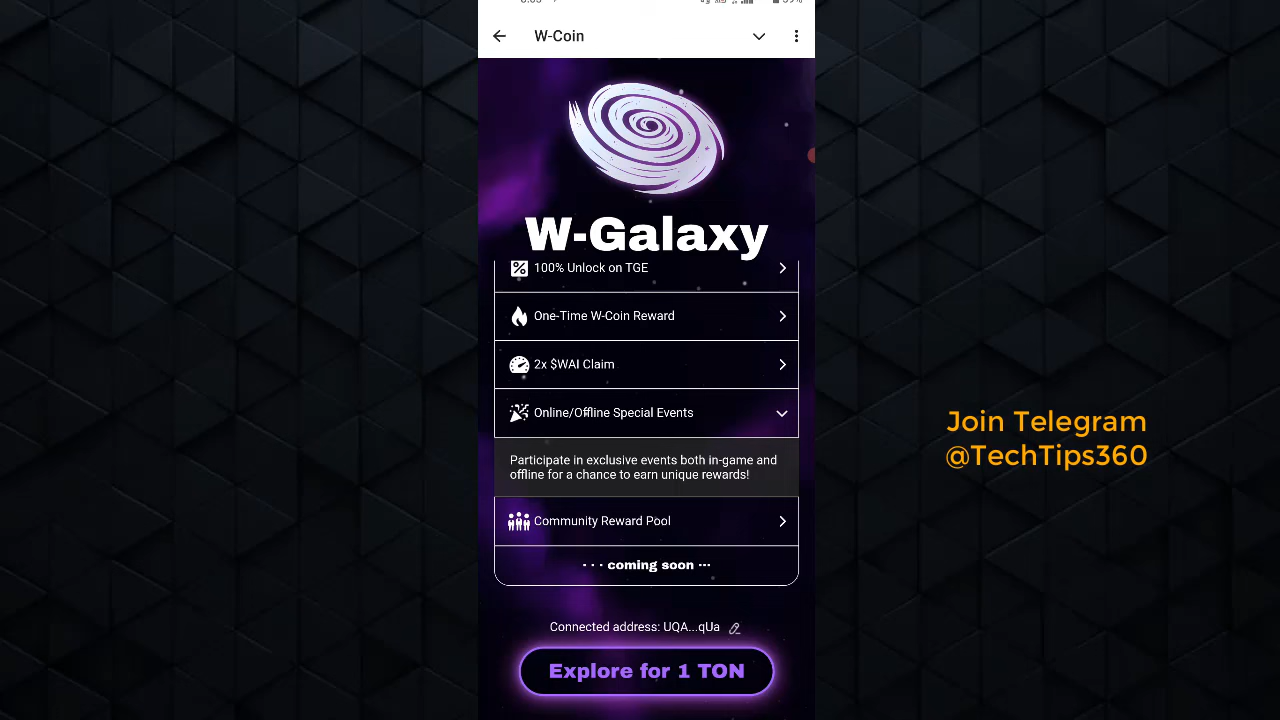 W-Coin
W-Galaxy
100% Unlock on TGE
One-Time W-Coin Reward
2x $WAI Claim
Online/Offline Special Events
Participate in exclusive events both in-game and
offline for a chance to earn unique rewards!
Community Reward Pool
--- coming soon ---
Connected address: UQA...qUa
Explore for 1 TON
Join Telegram
@TechTips360